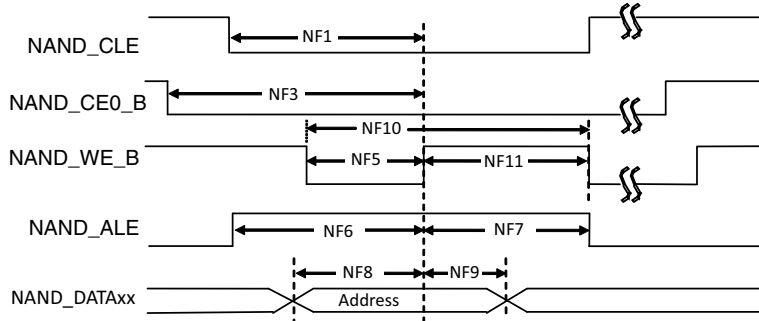 NAND_CLE
NF1
NAND_CE0_B
NF3
NF10
NAND_WE_B
NF5
NF11
NAND_ALE
NF6
NF7
NF8
NF9
NAND_DATAxx
Address